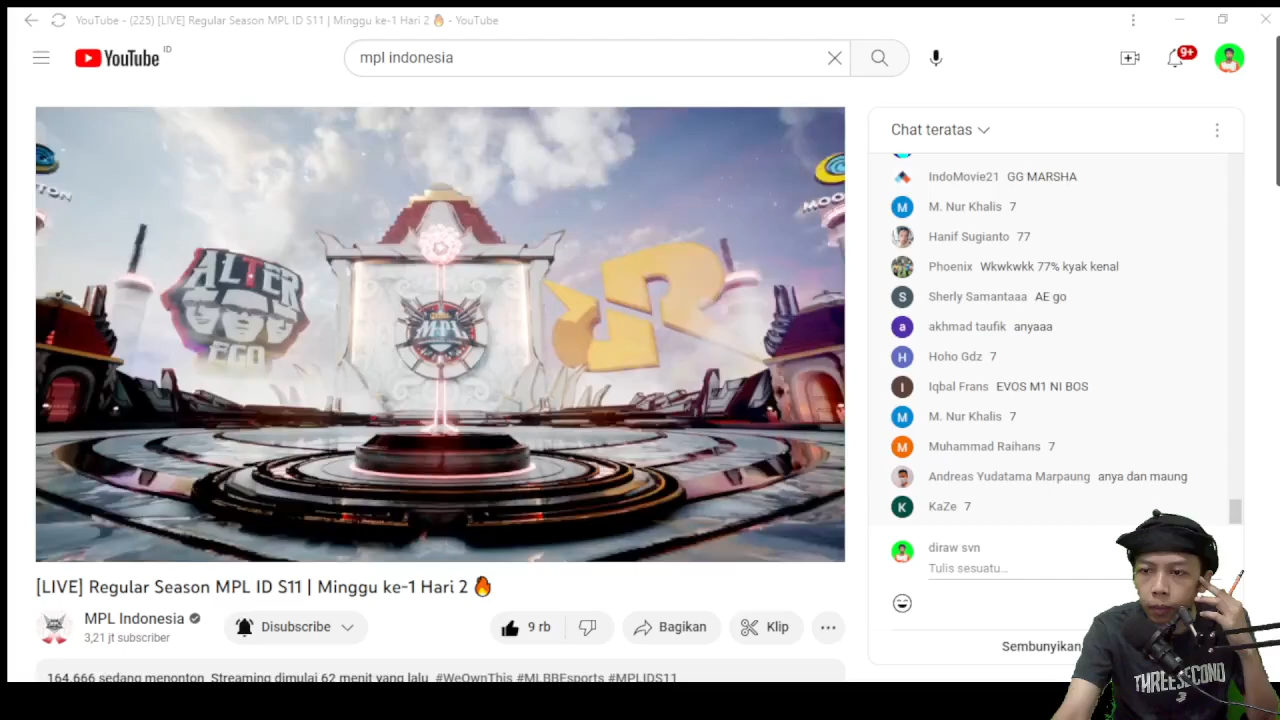 YouTube - (225) [LIVE] Regular Season MPL ID S11 | Minggu ke-1 Hari 2 🔥 - YouTube
YouTube ID
mpl indonesia
9+
TON
MOO
ALTER
EGO
MPL
Chat teratas
IndoMovie21 GG MARSHA
M. Nur Khalis 7
Hanif Sugianto 77
Phoenix Wkwkwkk 77% kyak kenal
Sherly Samantaaa AE go
akhmad taufik anyaaa
Hoho Gdz 7
Iqbal Frans EVOS M1 NI BOS
M. Nur Khalis 7
Muhammad Raihans 7
Andreas Yudatama Marpaung anya dan maung
KaZe 7
diraw svn
Tulis sesuatu...
Sembunyikan
[LIVE] Regular Season MPL ID S11 | Minggu ke-1 Hari 2 🔥
MPL Indonesia
3,21 jt subscriber
Disubscribe
9 rb
Bagikan
Klip
164.666 sedang menonton Streaming dimulai 62 menit yang lalu #WeOwnThis #MLBBEsports #MPLIDS11
THREESECOND